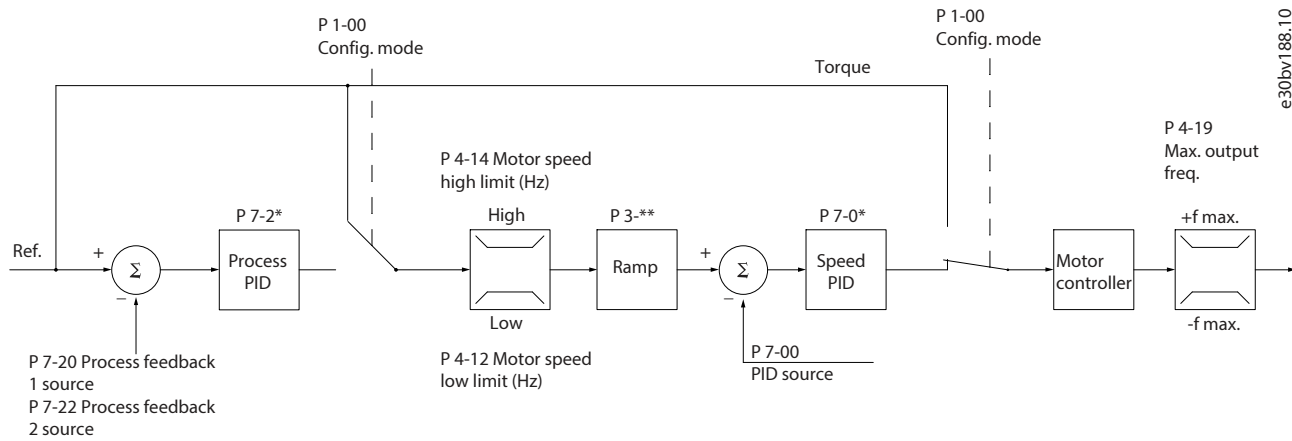 P 1-00
Config. mode
P 1-00
Config. mode
e30bv188.10
Torque
P 4-19
Max. output
freq.
P 4-14 Motor speed
high limit (Hz)
P 7-2*
High
P 3-**
P 7-0*
+f max.
Ref.
+
Σ
_
Process
PID
Ramp
+
Σ
_
Speed
PID
Motor
controller
Low
-f max.
P 7-20 Process feedback
1 source
P 7-22 Process feedback
2 source
P 4-12 Motor speed
low limit (Hz)
P 7-00
PID source